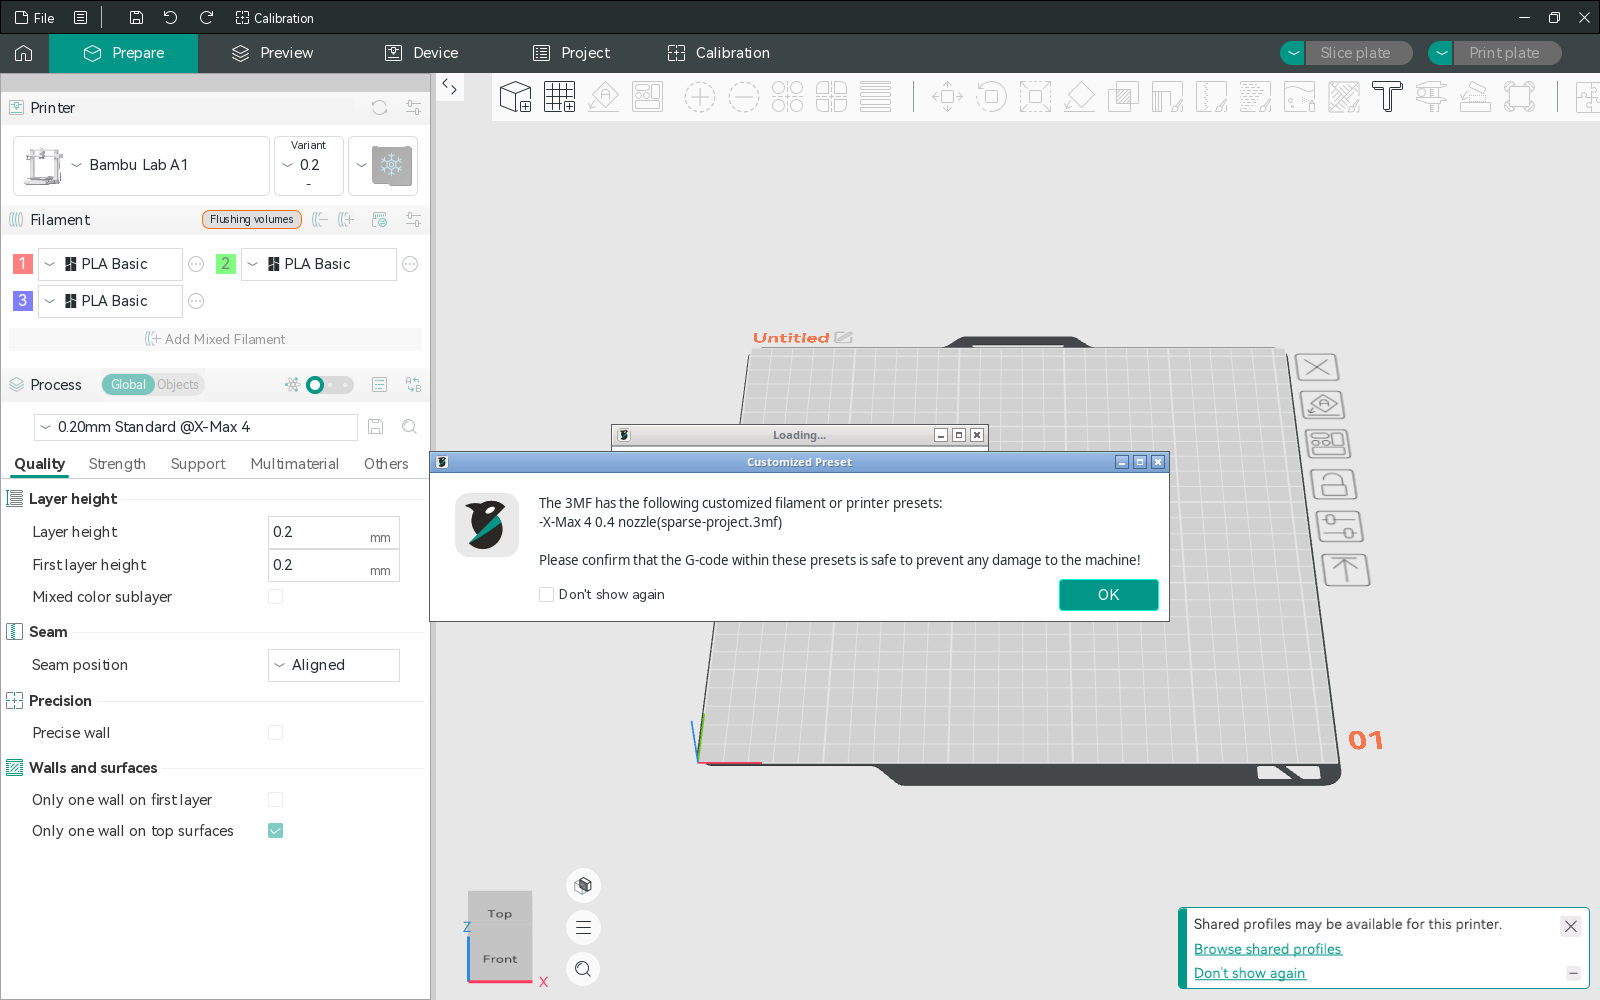 File
Calibration
Prepare
Preview
Device
Project
Calibration
Slice plate
Print plate
Printer
Bambu Lab A1
Variant
0.2
-
Filament
Flushing volumes
1
PLA Basic
2
PLA Basic
3
PLA Basic
Add Mixed Filament
Process
Global
Objects
0.20mm Standard @X-Max 4
Quality
Strength
Support
Multimaterial
Others
Layer height
Layer height
0.2
mm
First layer height
0.2
mm
Mixed color sublayer
Seam
Seam position
Aligned
Precision
Precise wall
Walls and surfaces
Only one wall on first layer
Only one wall on top surfaces
Untitled
Loading...
Customized Preset
The 3MF has the following customized filament or printer presets:
-X-Max 4 0.4 nozzle(sparse-project.3mf)
Please confirm that the G-code within these presets is safe to prevent any damage to the machine!
Don't show again
OK
01
Top
Z
Front
X
Shared profiles may be available for this printer.
Browse shared profiles
Don't show again